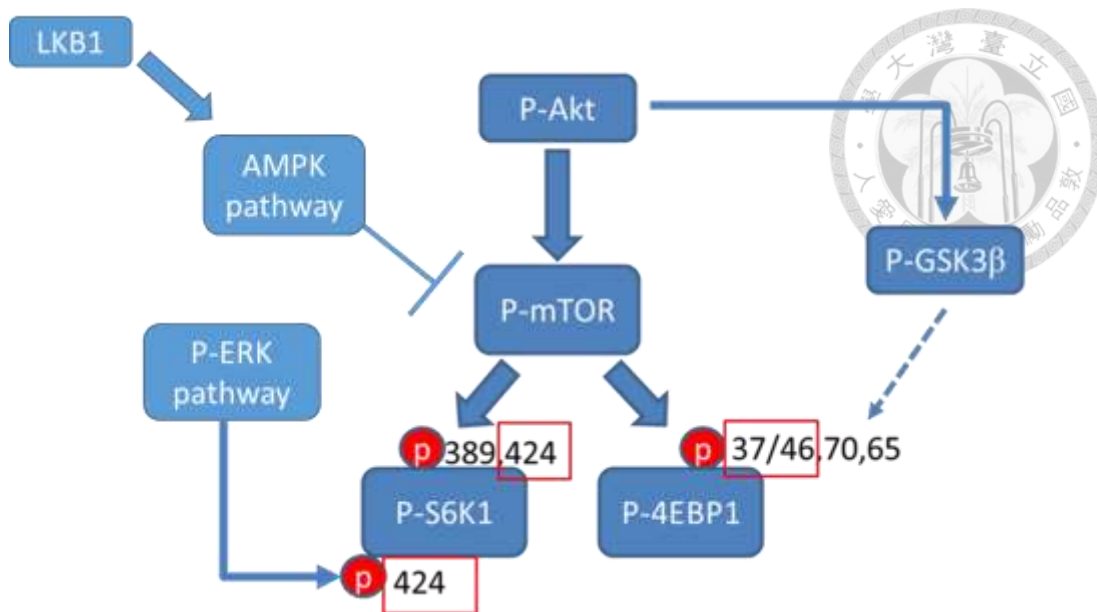 LKB1
P-Akt
AMPK
pathway
P-GSK3β
P-mTOR
P-ERK
pathway
p 389,424
p 37/46,70,65
P-S6K1
P-4EBP1
p 424